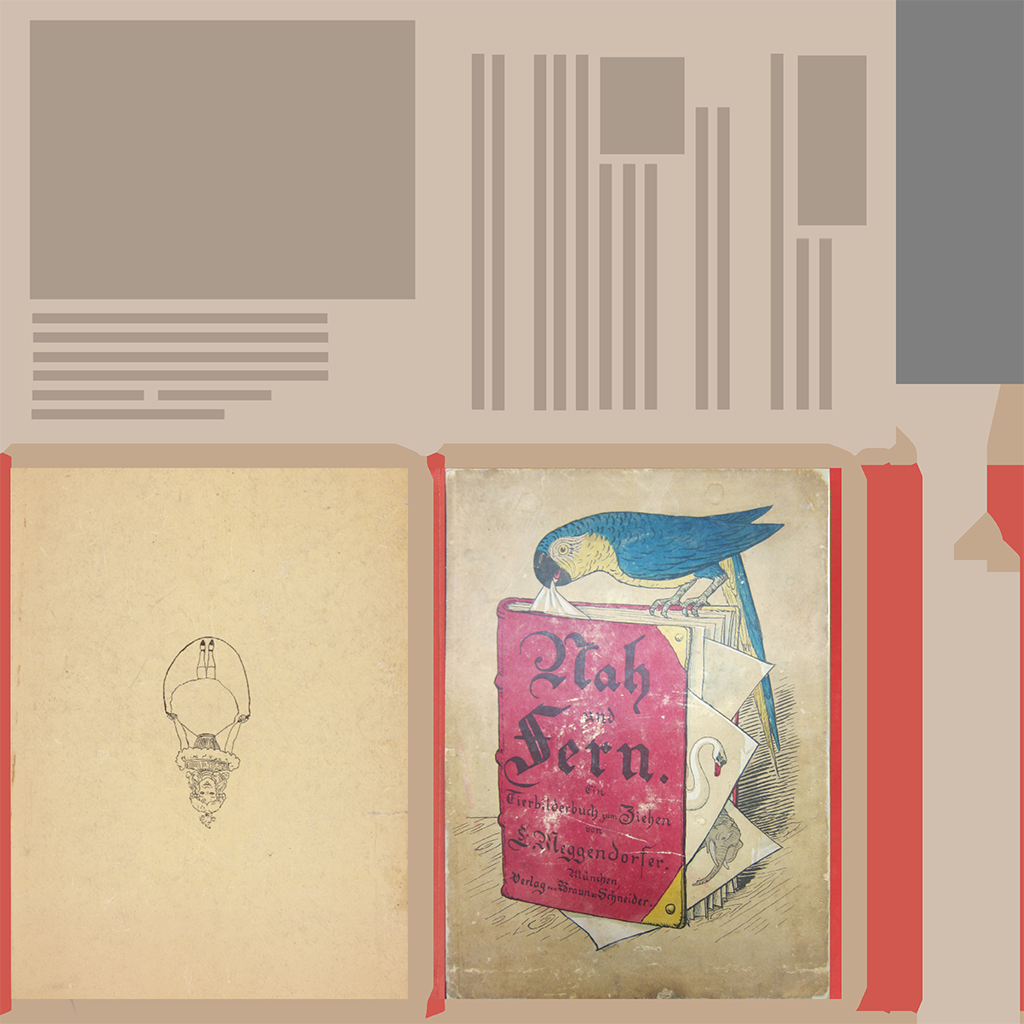 Nah
und
Fern.
Ein
Tierbilderbuch zum Ziehen
von
L. Meggendorfer.
München,
Verlag von Braun u. Schneider.